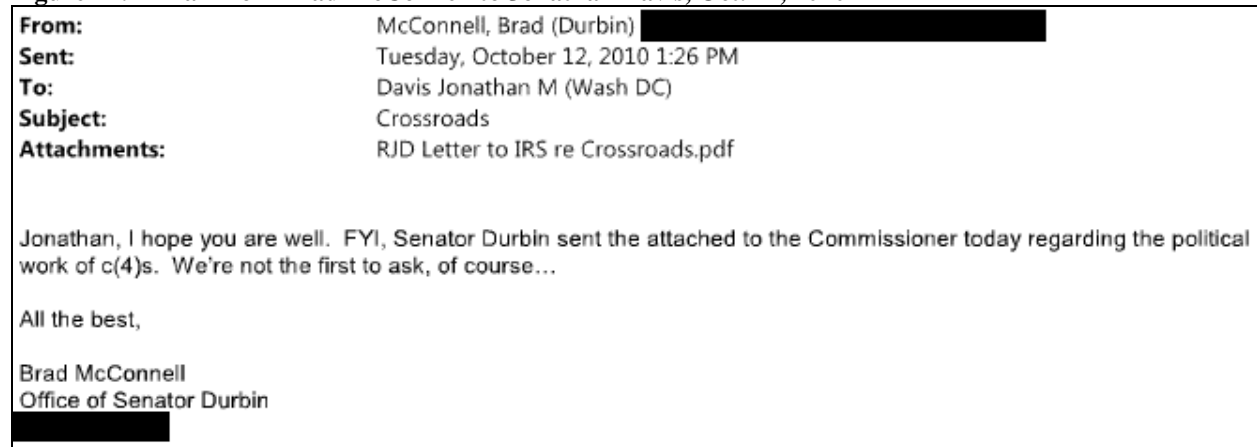 From: McConnell, Brad (Durbin)
Sent: Tuesday, October 12, 2010 1:26 PM
To: Davis Jonathan M (Wash DC)
Subject: Crossroads
Attachments: RJD Letter to IRS re Crossroads.pdf
Jonathan, I hope you are well. FYI, Senator Durbin sent the attached to the Commissioner today regarding the political
work of c(4)s. We're not the first to ask, of course…
All the best,
Brad McConnell
Office of Senator Durbin